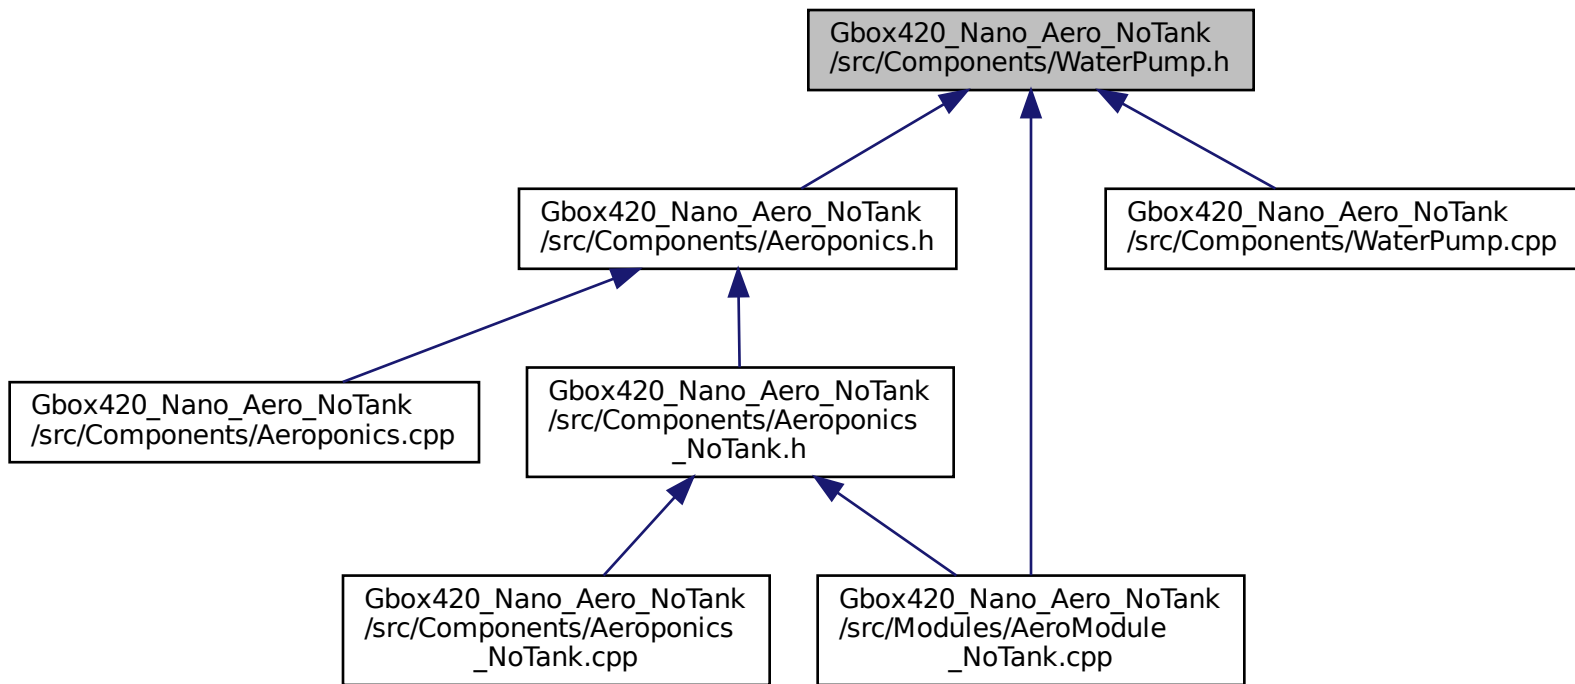 Gbox420_Nano_Aero_NoTank
/src/Components/WaterPump.h
Gbox420_Nano_Aero_NoTank
/src/Components/Aeroponics.h
Gbox420_Nano_Aero_NoTank
/src/Components/WaterPump.cpp
Gbox420_Nano_Aero_NoTank
/src/Components/Aeroponics.cpp
Gbox420_Nano_Aero_NoTank
/src/Components/Aeroponics
_NoTank.h
Gbox420_Nano_Aero_NoTank
/src/Components/Aeroponics
_NoTank.cpp
Gbox420_Nano_Aero_NoTank
/src/Modules/AeroModule
_NoTank.cpp